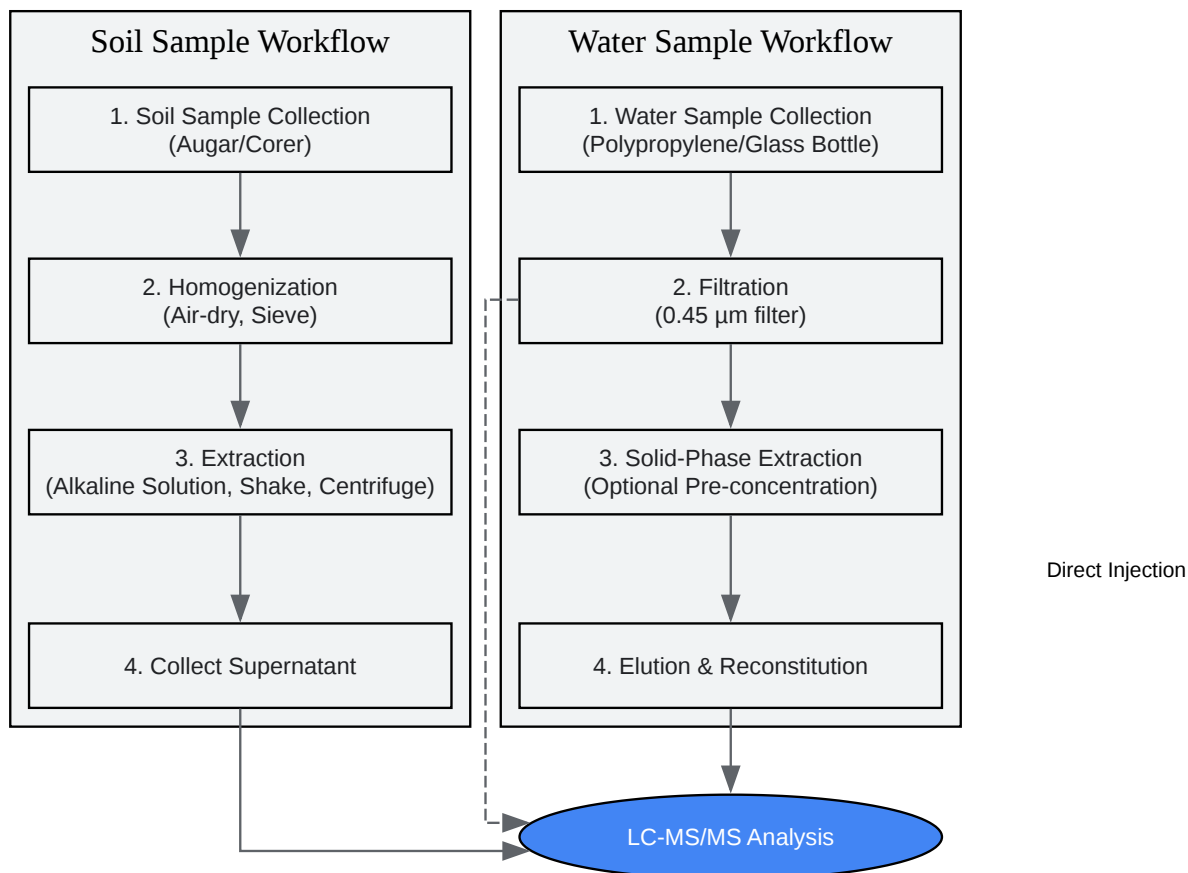 Soil Sample Workflow
1. Soil Sample Collection
(Augar/Corer)
2. Homogenization
(Air-dry, Sieve)
3. Extraction
(Alkaline Solution, Shake, Centrifuge)
4. Collect Supernatant
Water Sample Workflow
1. Water Sample Collection
(Polypropylene/Glass Bottle)
2. Filtration
(0.45 µm filter)
3. Solid-Phase Extraction
(Optional Pre-concentration)
4. Elution & Reconstitution
Direct Injection
LC-MS/MS Analysis